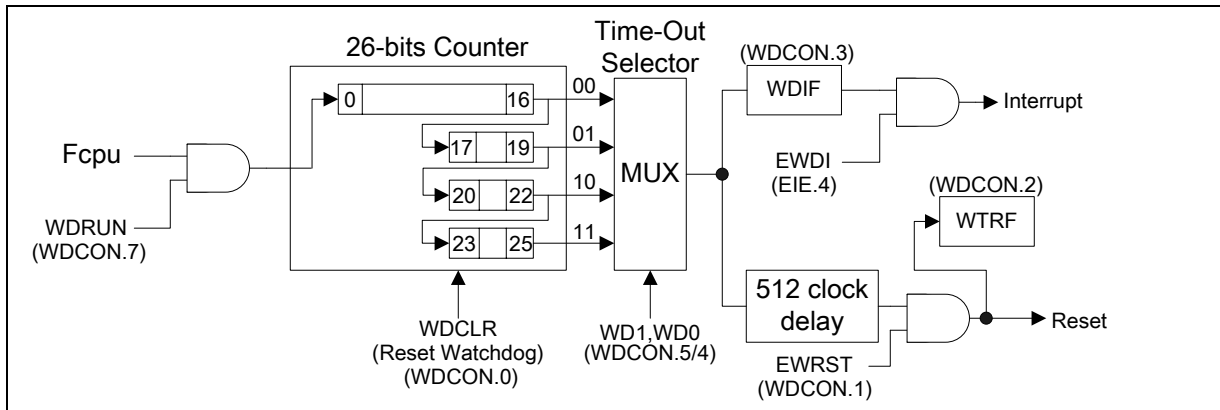 26-bits Counter
Time-Out
Selector
(WDCON.3)
WDIF
Interrupt
EWDI
(EIE.4)
0
16
00
17
19
01
20
22
10
23
25
11
Fcpu
WDRUN
(WDCON.7)
MUX
(WDCON.2)
WTRF
512 clock
delay
Reset
EWRST
(WDCON.1)
WDCLR
(Reset Watchdog)
(WDCON.0)
WD1,WD0
(WDCON.5/4)